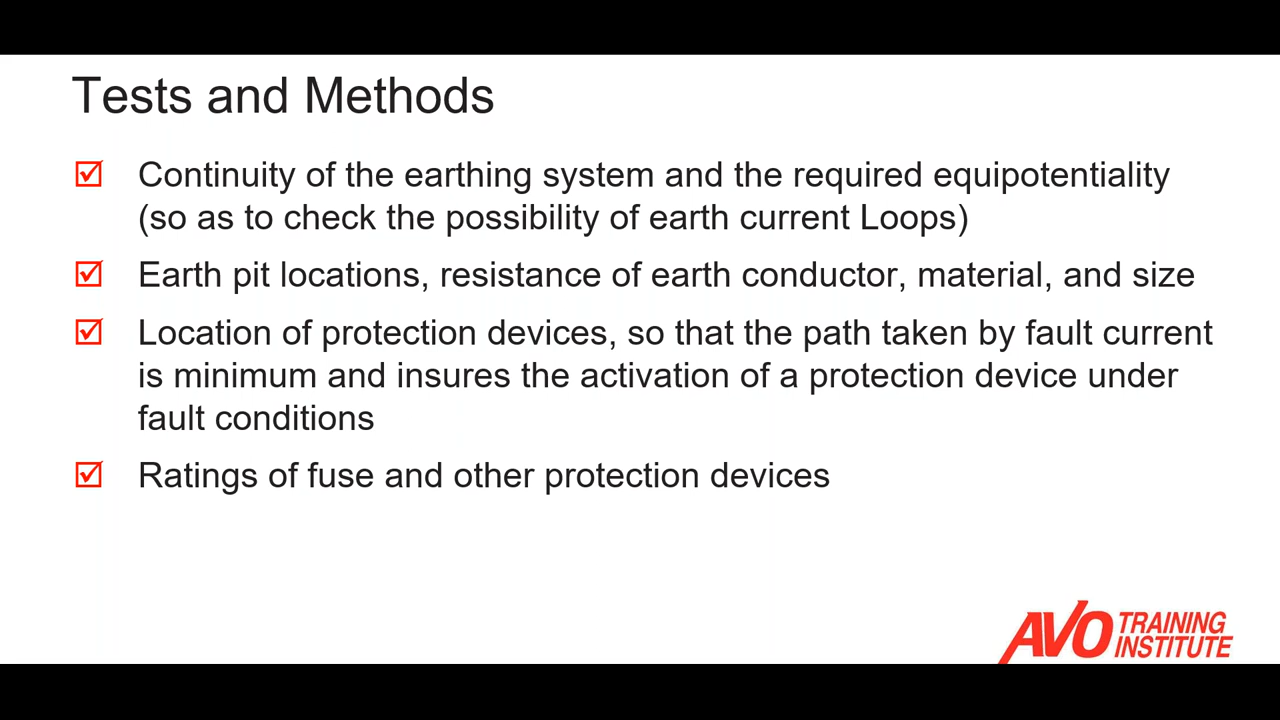 Tests and Methods
Continuity of the earthing system and the required equipotentiality
(so as to check the possibility of earth current Loops)
Earth pit locations, resistance of earth conductor, material, and size
Location of protection devices, so that the path taken by fault current
is minimum and insures the activation of a protection device under
fault conditions
Ratings of fuse and other protection devices
AVO TRAINING
INSTITUTE